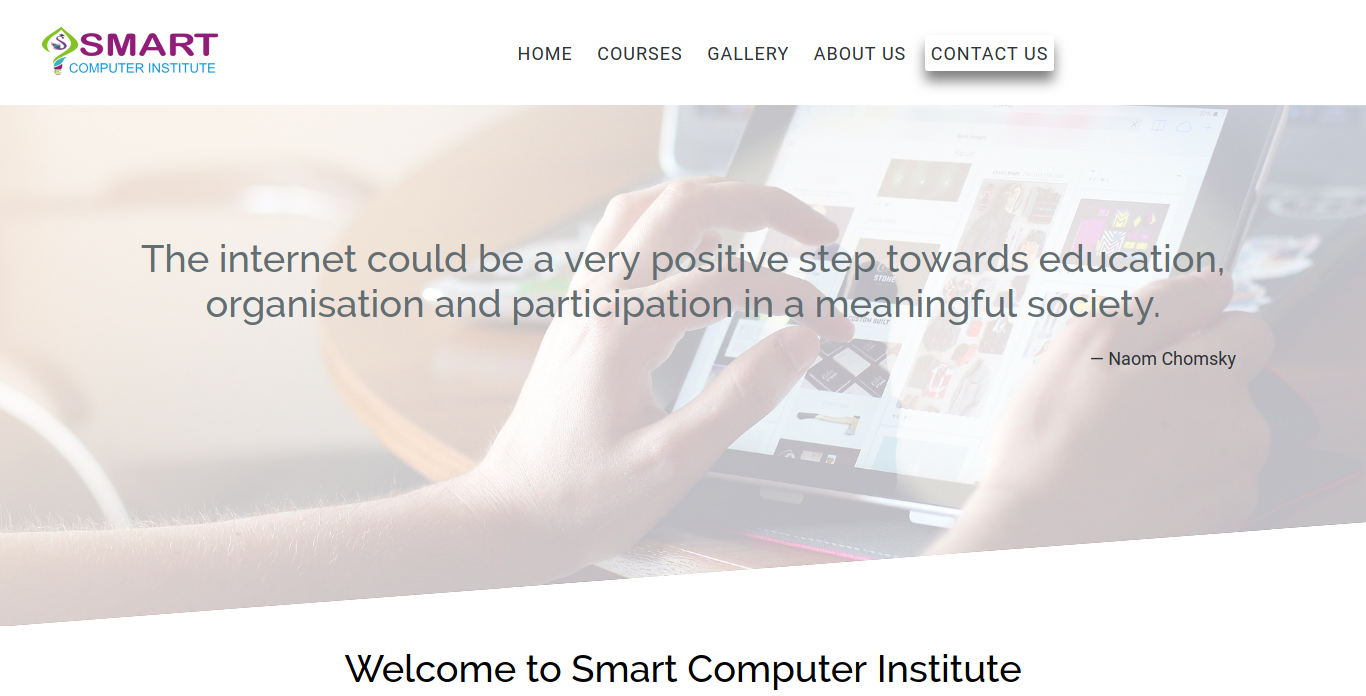 SMART
COMPUTER INSTITUTE
HOME COURSES GALLERY ABOUT US CONTACT US
The internet could be a very positive step towards education,
organisation and participation in a meaningful society.
— Naom Chomsky
Welcome to Smart Computer Institute